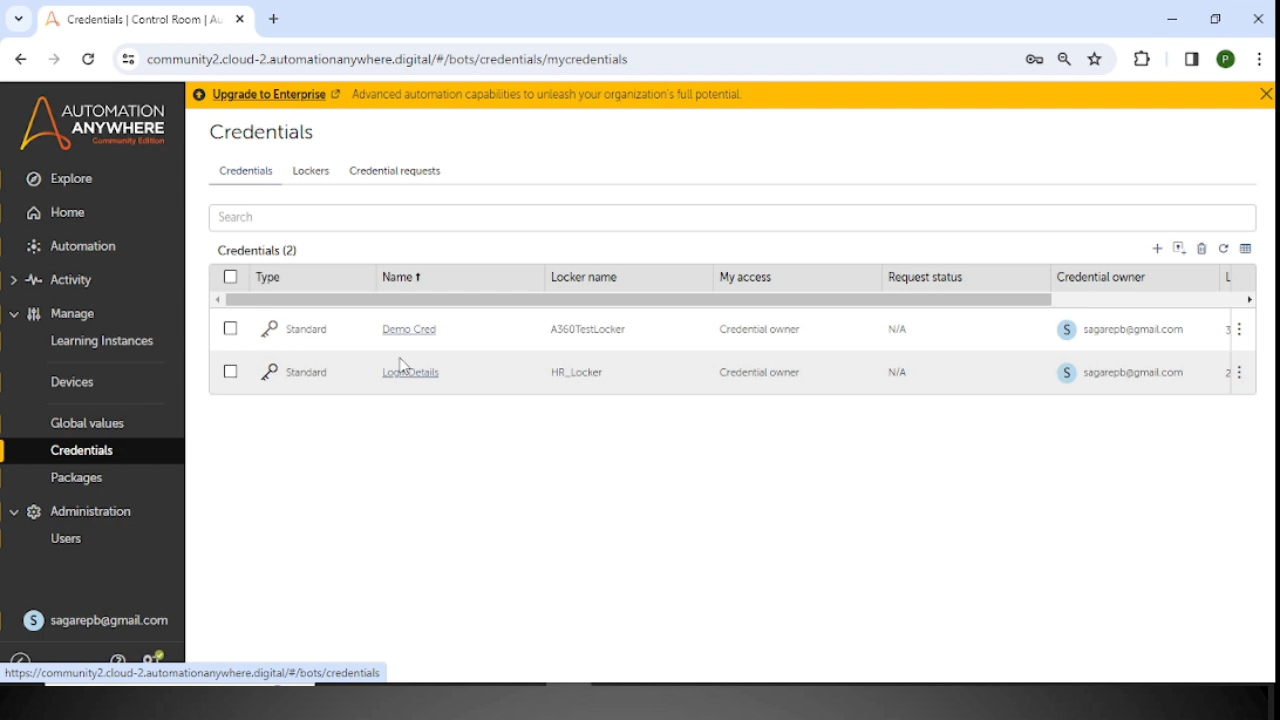 Credentials | Control Room | Au
community2.cloud-2.automationanywhere.digital/#/bots/credentials/mycredentials
P
AUTOMATION
ANYWHERE
Community Edition
Upgrade to Enterprise Advanced automation capabilities to unleash your organization's full potential.
Explore
Home
Automation
Activity
Manage
Learning Instances
Devices
Global values
Credentials
Packages
Administration
Users
S sagarepb@gmail.com
Credentials
Credentials Lockers Credential requests
Search
Credentials (2)
Type Name Locker name My access Request status Credential owner L
Standard Demo Cred A360TestLocker Credential owner N/A S sagarepb@gmail.com 3
Standard HR_Locker Credential owner N/A S sagarepb@gmail.com 2
https://community2.cloud-2.automationanywhere.digital/#/bots/credentials